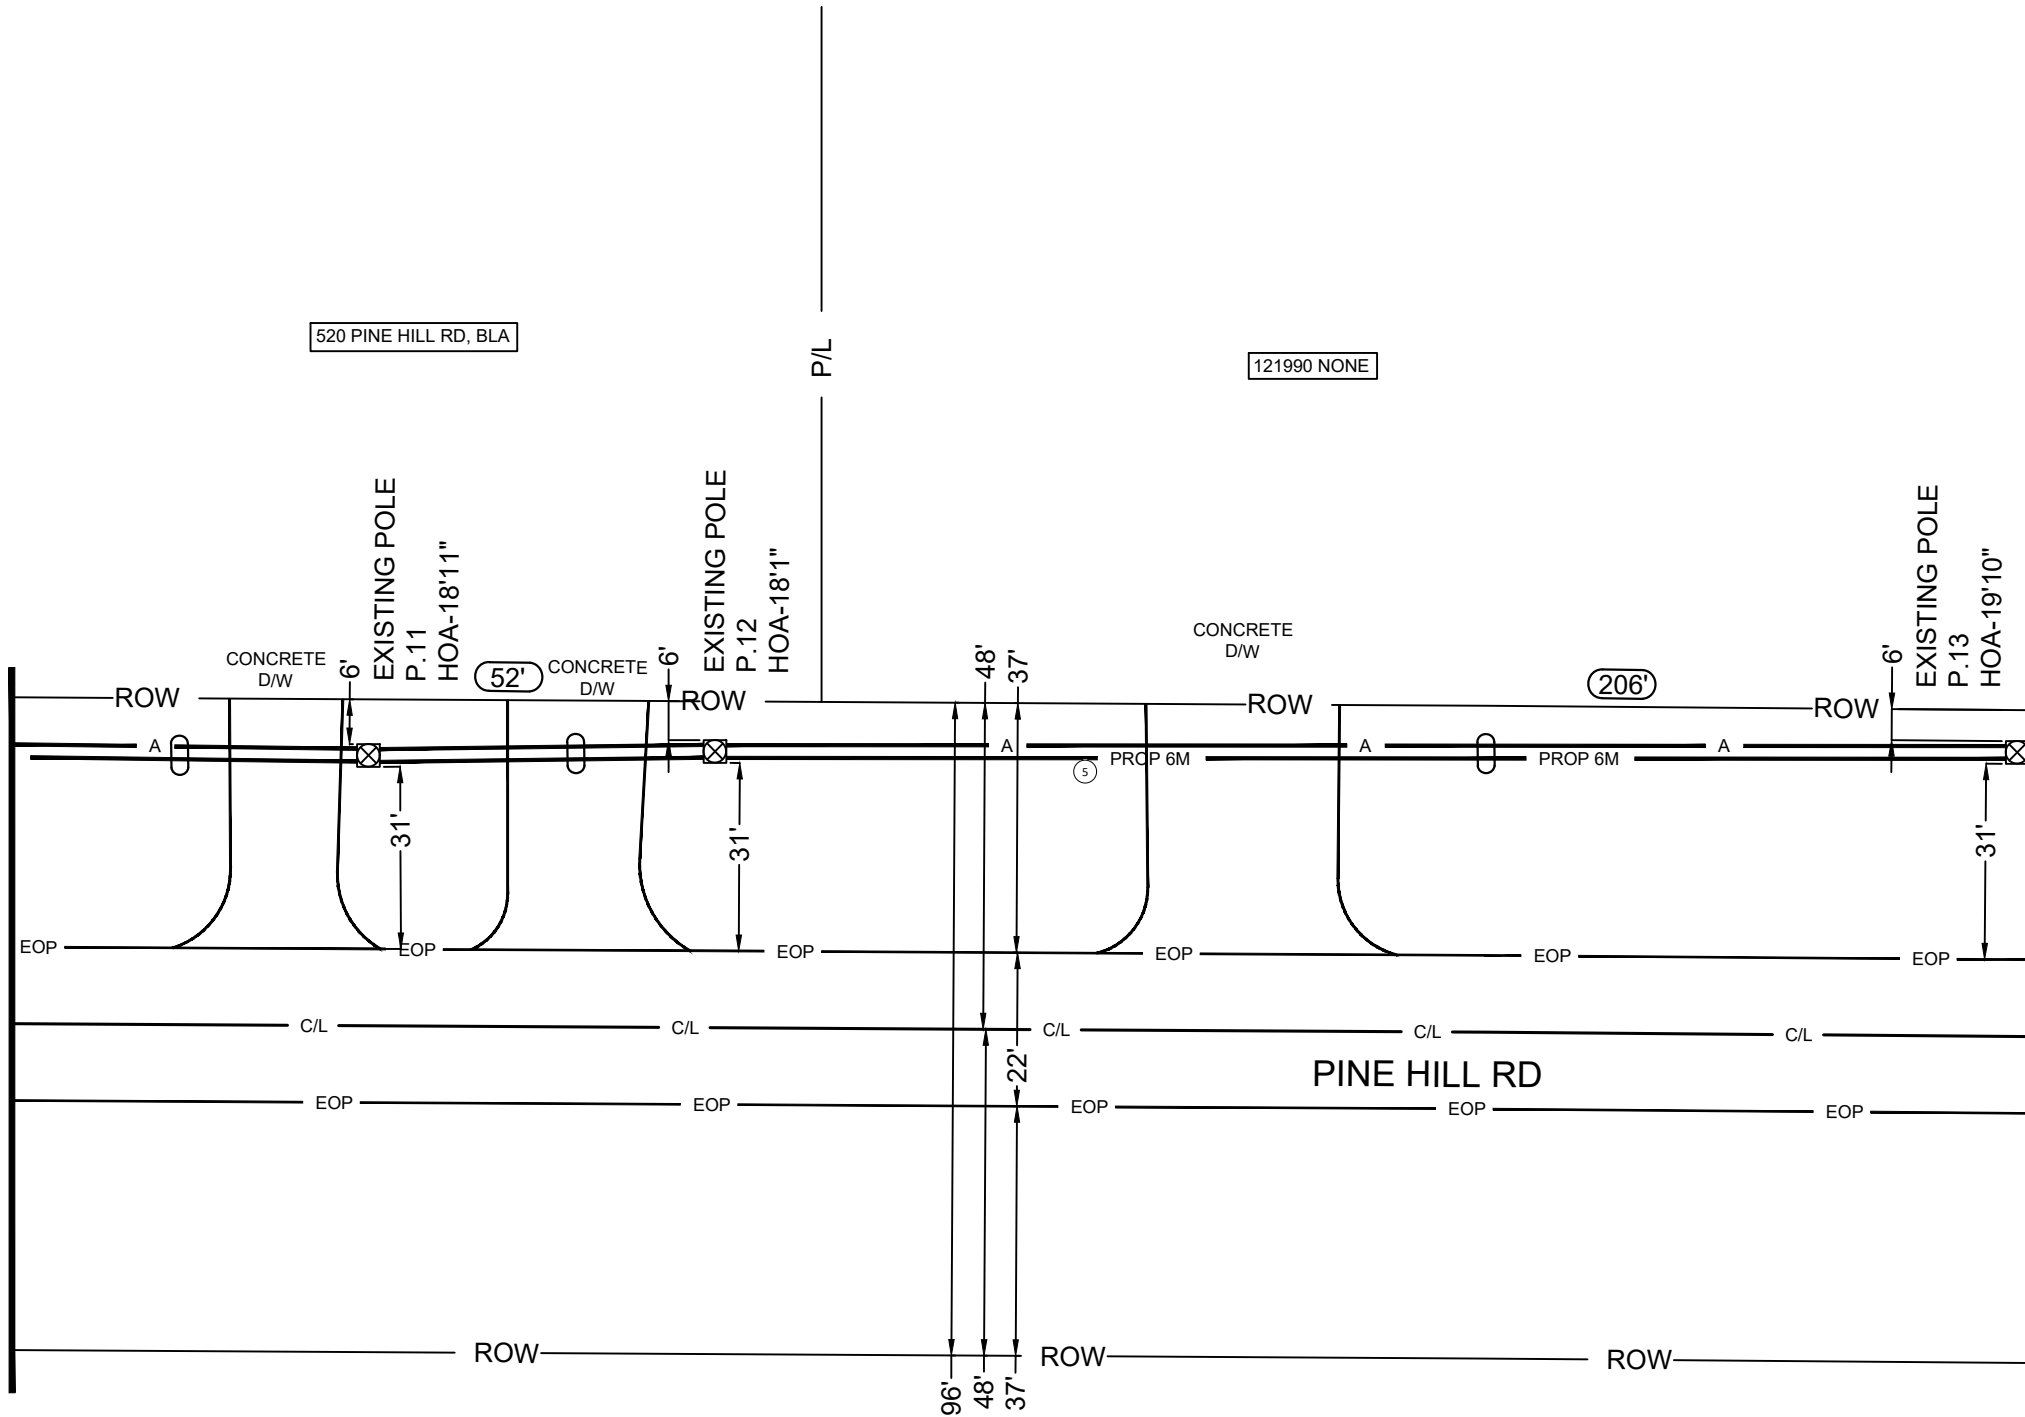 P/L
520 PINE HILL RD, BLA
121990 NONE
EXISTING POLE
P.11
HOA-18'11"
EXISTING POLE
P.12
HOA-18'1"
EXISTING POLE
P.13
HOA-19'10"
CONCRETE
D/W
6'
52'
CONCRETE
D/W
6'
48'
37'
CONCRETE
D/W
206'
6'
ROW
ROW
ROW
ROW
A
A
A
A
5
PROP 6M
PROP 6M
31'
31'
31'
EOP
EOP
EOP
EOP
EOP
EOP
C/L
C/L
C/L
C/L
C/L
22'
PINE HILL RD
EOP
EOP
EOP
EOP
EOP
ROW
ROW
ROW
96'
48'
37'